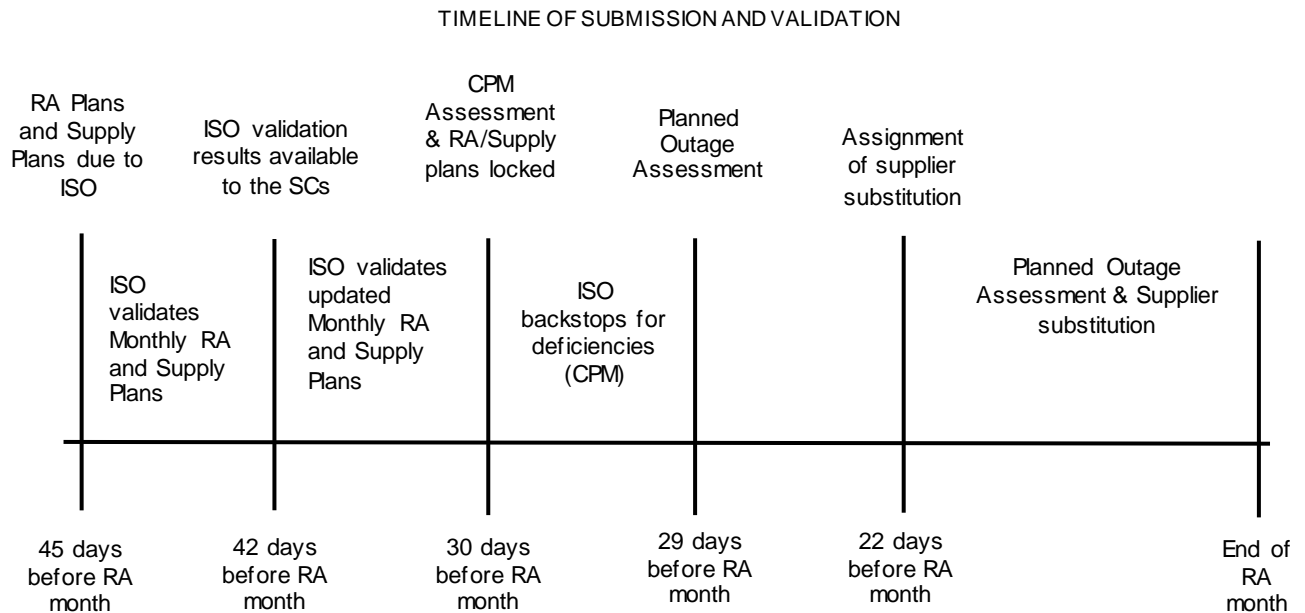 TIMELINE OF SUBMISSION AND VALIDATION
RA Plans
and Supply
Plans due to
ISO
ISO validation
results available
to the SCs
CPM
Assessment
& RA/Supply
plans locked
Planned
Outage
Assessment
Assignment
of supplier
substitution
ISO
validates
Monthly RA
and Supply
Plans
ISO validates
updated
Monthly RA
and Supply
Plans
ISO
backstops for
deficiencies
(CPM)
Planned Outage
Assessment & Supplier
substitution
45 days
before RA
month
42 days
before RA
month
30 days
before RA
month
29 days
before RA
month
22 days
before RA
month
End of
RA
month